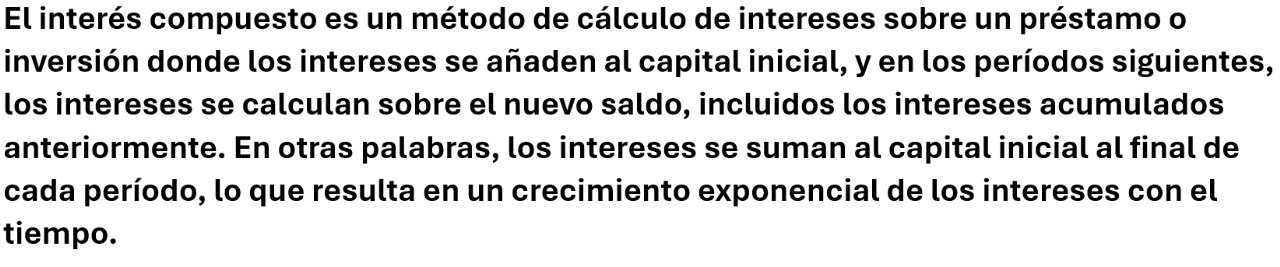 El interés compuesto es un método de cálculo de intereses sobre un préstamo o
inversión donde los intereses se añaden al capital inicial, y en los períodos siguientes,
los intereses se calculan sobre el nuevo saldo, incluidos los intereses acumulados
anteriormente. En otras palabras, los intereses se suman al capital inicial al final de
cada período, lo que resulta en un crecimiento exponencial de los intereses con el
tiempo.